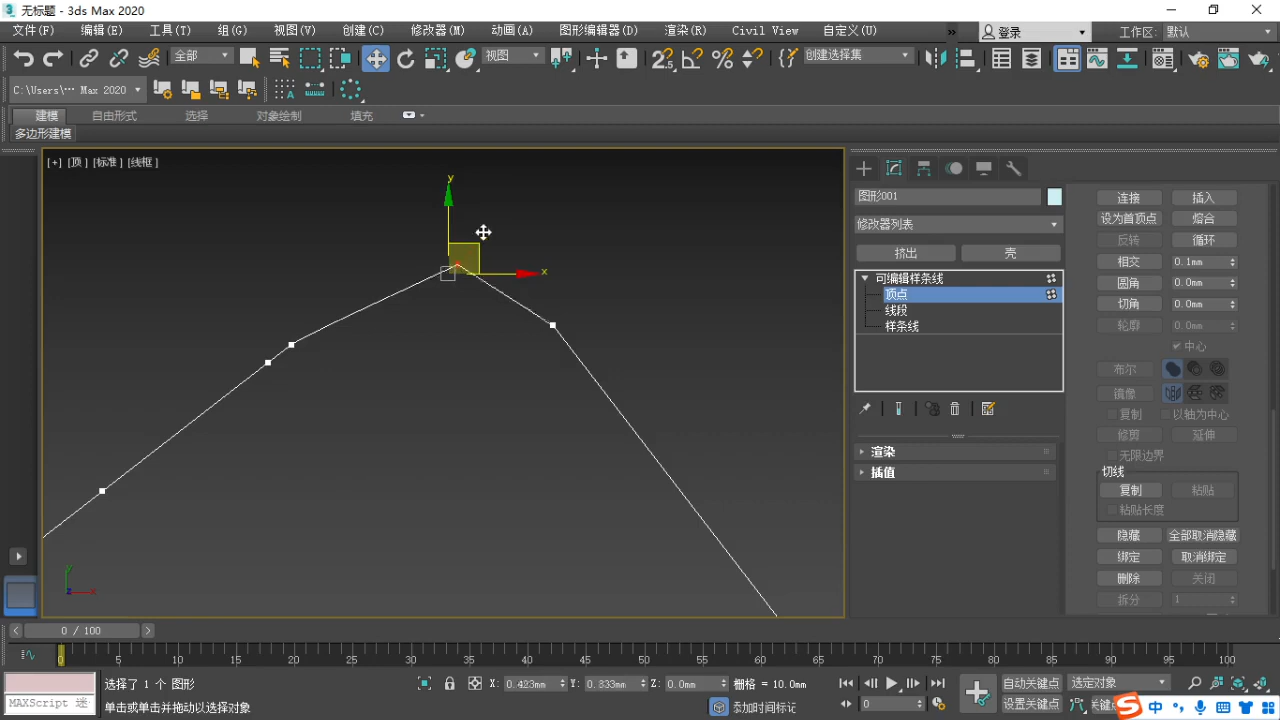 无标题 - 3ds Max 2020
文件(F) 编辑(E) 工具(T) 组(G) 视图(V) 修改器(M) 动画(A) 图形编辑器(D) 渲染(R) Civil View 自定义(U) » 登录 工作区: 默认
全部 视图 创建选择集
C:\Users\··· Max 2020
建模 自由形式 选择 对象绘制 填充
多边形建模
[+] [顶] [标准] [线框]
y
x
y
z
x
图形001
修改器列表
挤出 壳
可编辑样条线
顶点
线段
样条线
渲染
插值
连接 插入
设为首顶点 熔合
反转 循环
相交 0.1mm
圆角 0.0mm
切角 0.0mm
轮廓 0.0mm
中心
布尔
镜像
复制 以轴为中心
修剪 延伸
无限边界
切线
复制 粘贴
粘贴长度
隐藏 全部取消隐藏
绑定 取消绑定
删除 关闭
拆分 1
0 / 100
0 5 10 15 20 25 30 35 40 45 50 55 60 65 70 75 80 85 90 95 100
选择了 1 个 图形 X: 0.423mm Y: 0.333mm Z: 0.0mm 栅格 = 10.0mm 自动关键点 选定对象
MAXScript 迷 单击或单击并拖动以选择对象 添加时间标记 0 设置关键点 中